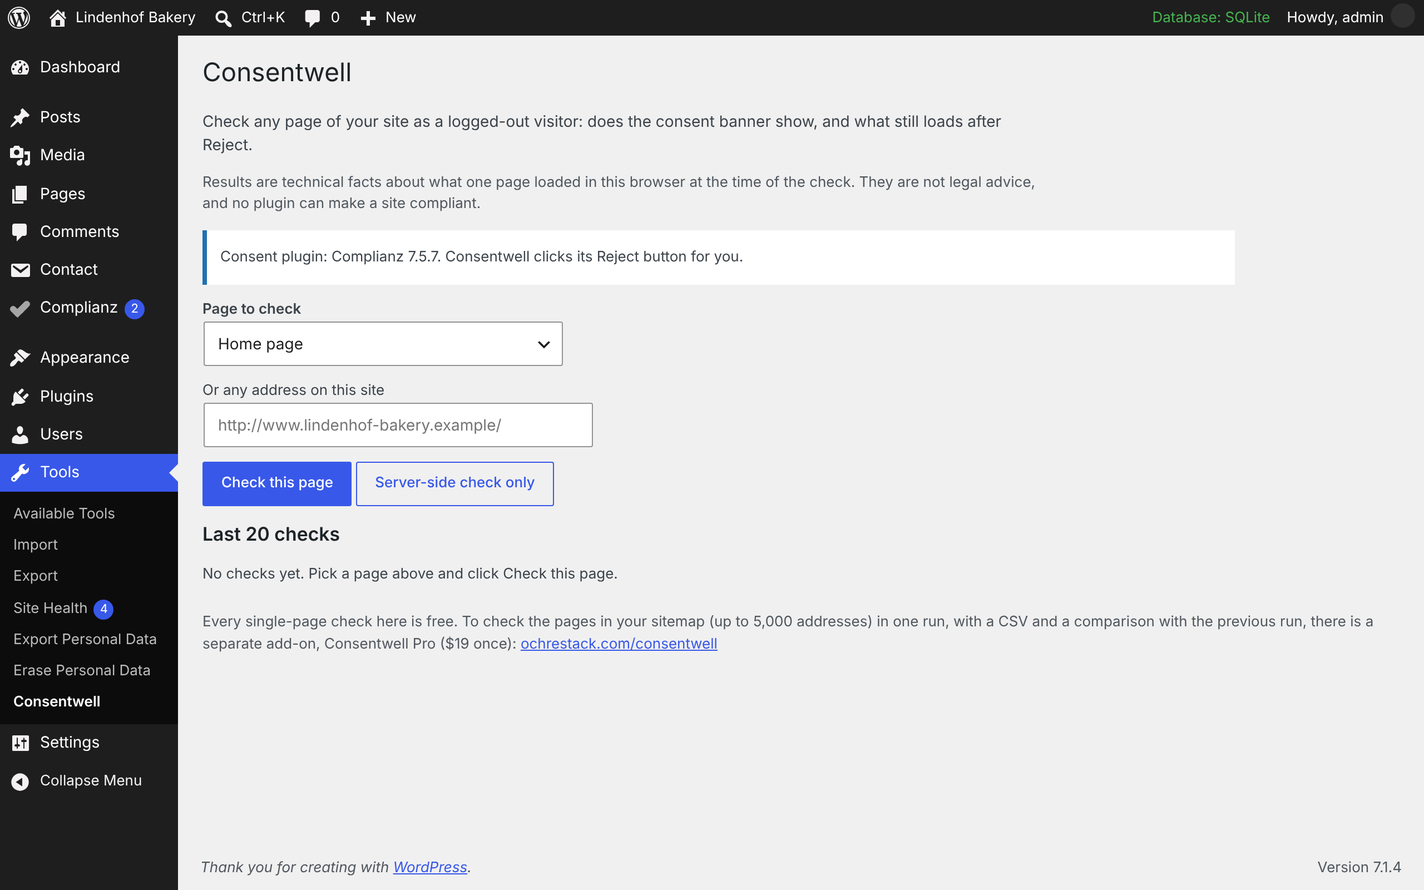 Lindenhof Bakery Ctrl+K 0 New Database: SQLite Howdy, admin
Dashboard
Posts
Media
Pages
Comments
Contact
Complianz 2
Appearance
Plugins
Users
Tools
Available Tools
Import
Export
Site Health 4
Export Personal Data
Erase Personal Data
Consentwell
Settings
Collapse Menu
Consentwell
Check any page of your site as a logged-out visitor: does the consent banner show, and what still loads after
Reject.
Results are technical facts about what one page loaded in this browser at the time of the check. They are not legal advice,
and no plugin can make a site compliant.
Consent plugin: Complianz 7.5.7. Consentwell clicks its Reject button for you.
Page to check
Home page
Or any address on this site
http://www.lindenhof-bakery.example/
Check this page Server-side check only
Last 20 checks
No checks yet. Pick a page above and click Check this page.
Every single-page check here is free. To check the pages in your sitemap (up to 5,000 addresses) in one run, with a CSV and a comparison with the previous run, there is a
separate add-on, Consentwell Pro ($19 once): ochrestack.com/consentwell
Thank you for creating with WordPress. Version 7.1.4